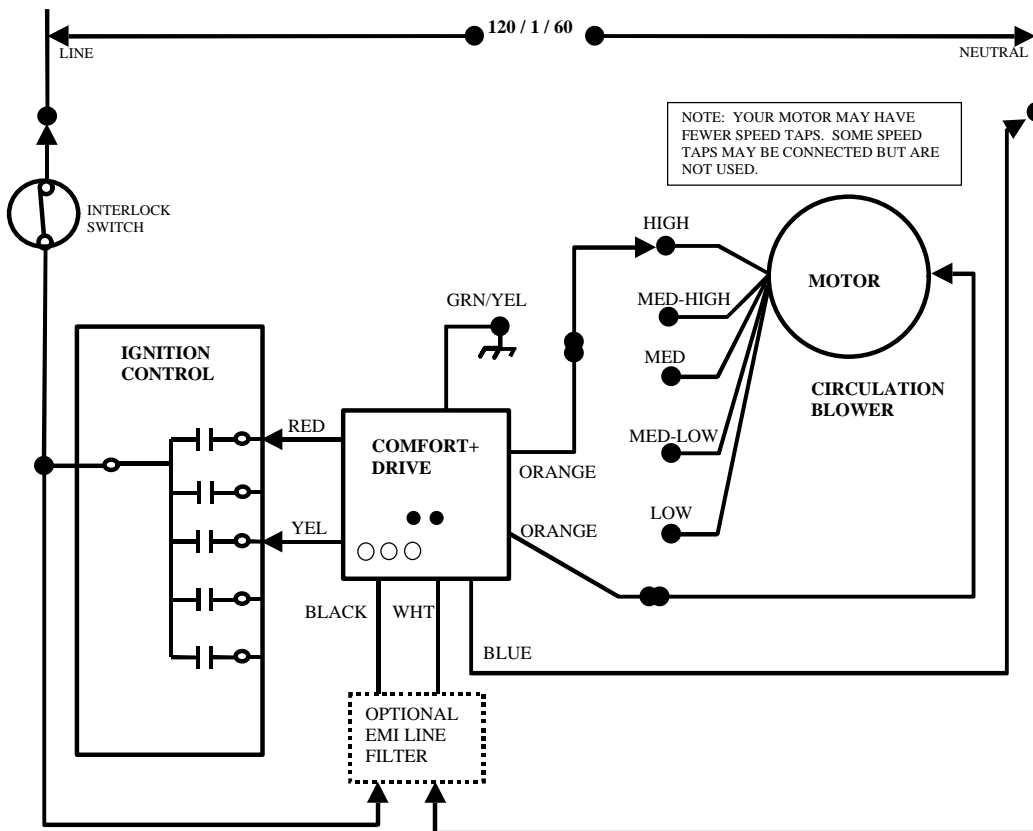 120 / 1 / 60
LINE
NEUTRAL
NOTE: YOUR MOTOR MAY HAVE
FEWER SPEED TAPS. SOME SPEED
TAPS MAY BE CONNECTED BUT ARE
NOT USED.
INTERLOCK
SWITCH
HIGH
MOTOR
MED-HIGH
GRN/YEL
IGNITION
CONTROL
MED
CIRCULATION
BLOWER
RED
COMFORT+
DRIVE
MED-LOW
ORANGE
LOW
YEL
ORANGE
BLACK
WHT
BLUE
OPTIONAL
EMI LINE
FILTER